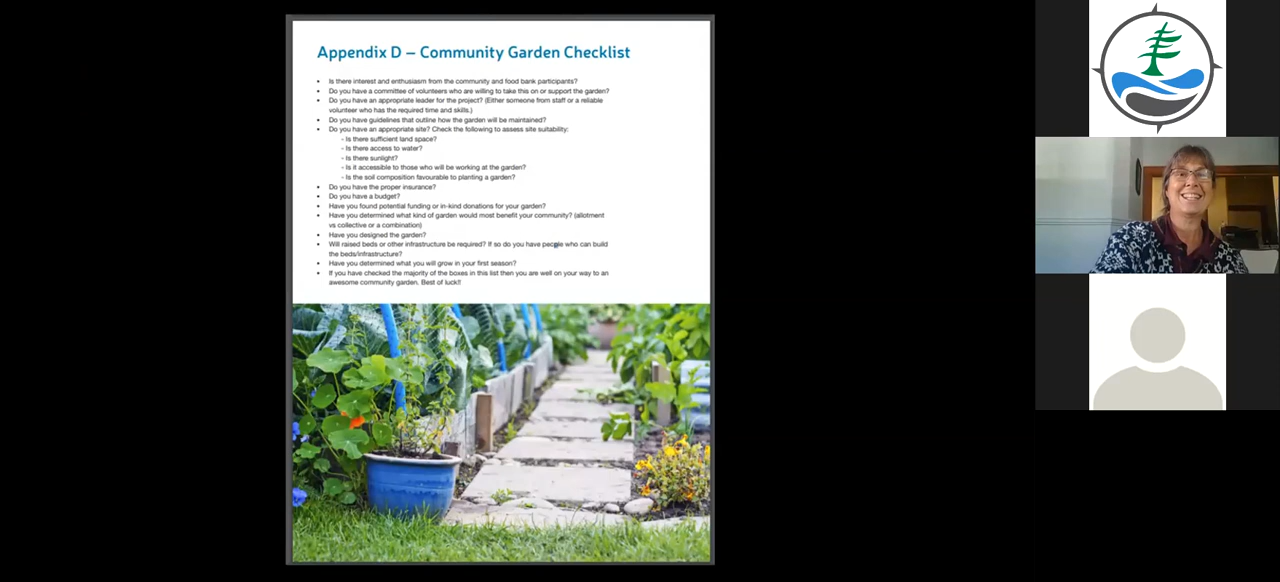 Appendix D – Community Garden Checklist
• Is there interest and enthusiasm from the community and food bank participants?
• Do you have a committee of volunteers who are willing to take this on or support the garden?
• Do you have an appropriate leader for the project? (Either someone from staff or a reliable
volunteer who has the required time and skills.)
• Do you have guidelines that outline how the garden will be maintained?
• Do you have an appropriate site? Check the following to assess site suitability:
- Is there sufficient land space?
- Is there access to water?
- Is there sunlight?
- Is it accessible to those who will be working at the garden?
- Is the soil composition favourable to planting a garden?
• Do you have the proper insurance?
• Do you have a budget?
• Have you found potential funding or in-kind donations for your garden?
• Have you determined what kind of garden would most benefit your community? (allotment
vs collective or a combination)
• Have you designed the garden?
• Will raised beds or other infrastructure be required? If so do you have people who can build
the beds/infrastructure?
• Have you determined what you will grow in your first season?
• If you have checked the majority of the boxes in this list then you are well on your way to an
awesome community garden. Best of luck!!